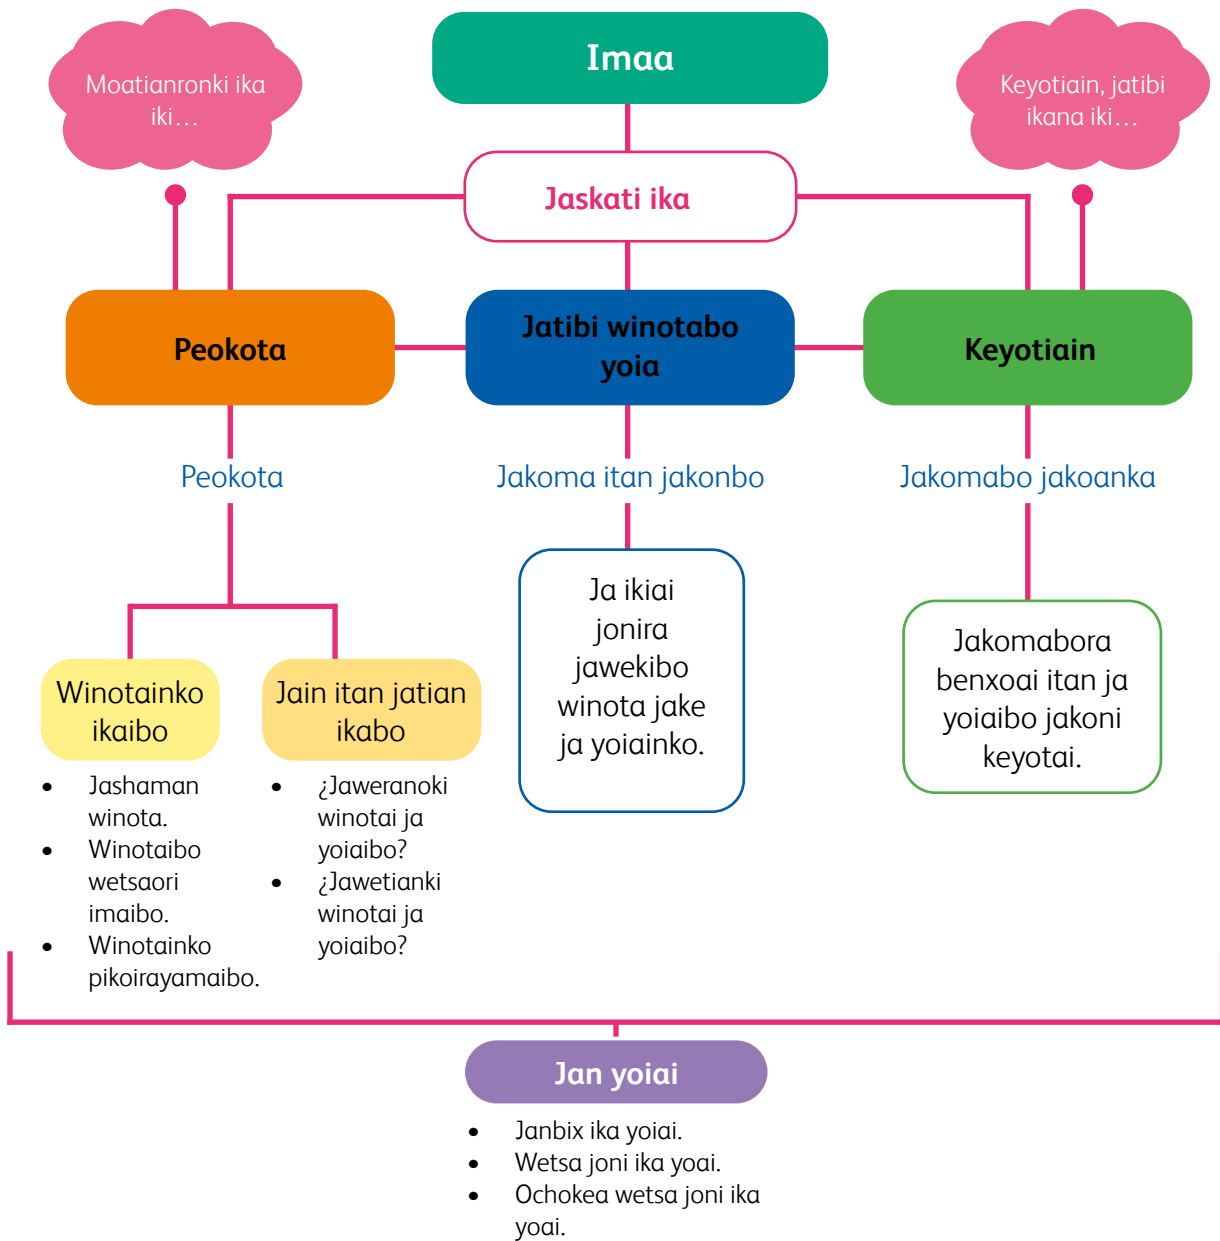 Imaa
Moatianronki ika
iki...
Keyotiain, jatibi
ikana iki...
Jaskati ika
Peokota
Jatibi winotabo
yoia
Keyotiain
Peokota
Jakoma itan jakonbo
Jakomabo jakoanka
Winotainko
ikaibo
• Jashaman
winota.
• Winotaibo
wetsaori
imaibo.
• Winotainko
pikoirayamaibo.
Jain itan jatian
ikabo
• ¿Jaweranoki
winotai ja
yoiaibo?
• ¿Jawetianki
winotai ja
yoiaibo?
Ja ikiai
jonira
jawekibo
winota jake
ja yoiainko.
Jakomabora
benxoai itan ja
yoiaibo jakoni
keyotai.
Jan yoiai
• Janbix ika yoiai.
• Wetsa joni ika yoai.
• Ochokea wetsa joni ika
yoai.